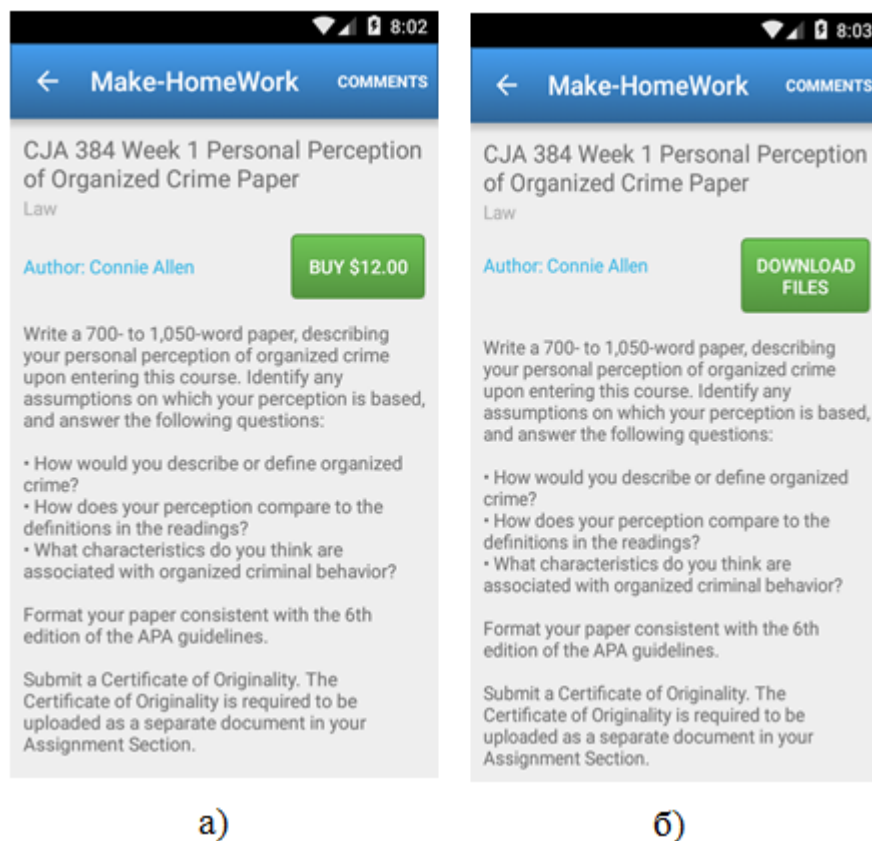 8:02
Make-HomeWork COMMENTS
CJA 384 Week 1 Personal Perception
of Organized Crime Paper
Law
Author: Connie Allen BUY $12.00
Write a 700- to 1,050-word paper, describing
your personal perception of organized crime
upon entering this course. Identify any
assumptions on which your perception is based,
and answer the following questions:
• How would you describe or define organized
crime?
• How does your perception compare to the
definitions in the readings?
• What characteristics do you think are
associated with organized criminal behavior?
Format your paper consistent with the 6th
edition of the APA guidelines.
Submit a Certificate of Originality. The
Certificate of Originality is required to be
uploaded as a separate document in your
Assignment Section.
а)
8:03
Make-HomeWork COMMENTS
CJA 384 Week 1 Personal Perception
of Organized Crime Paper
Law
Author: Connie Allen
DOWNLOAD
FILES
Write a 700- to 1,050-word paper, describing
your personal perception of organized crime
upon entering this course. Identify any
assumptions on which your perception is based,
and answer the following questions:
• How would you describe or define organized
crime?
• How does your perception compare to the
definitions in the readings?
• What characteristics do you think are
associated with organized criminal behavior?
Format your paper consistent with the 6th
edition of the APA guidelines.
Submit a Certificate of Originality. The
Certificate of Originality is required to be
uploaded as a separate document in your
Assignment Section.
б)